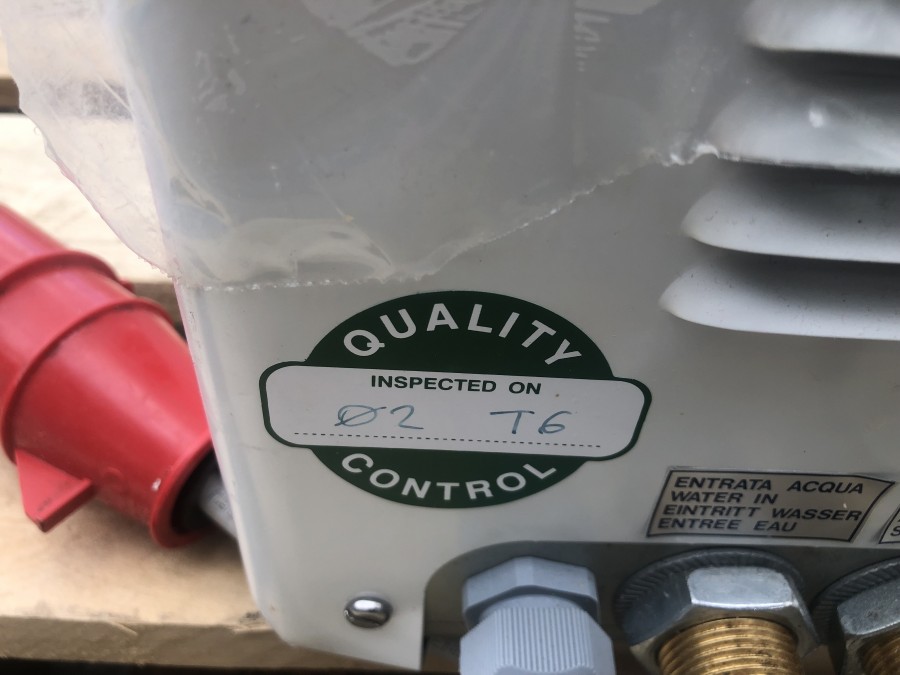 QUALITY
INSPECTED ON
Ø2 T6
CONTROL
ENTRATA ACQUA
WATER IN
EINTRITT WASSER
ENTREE EAU